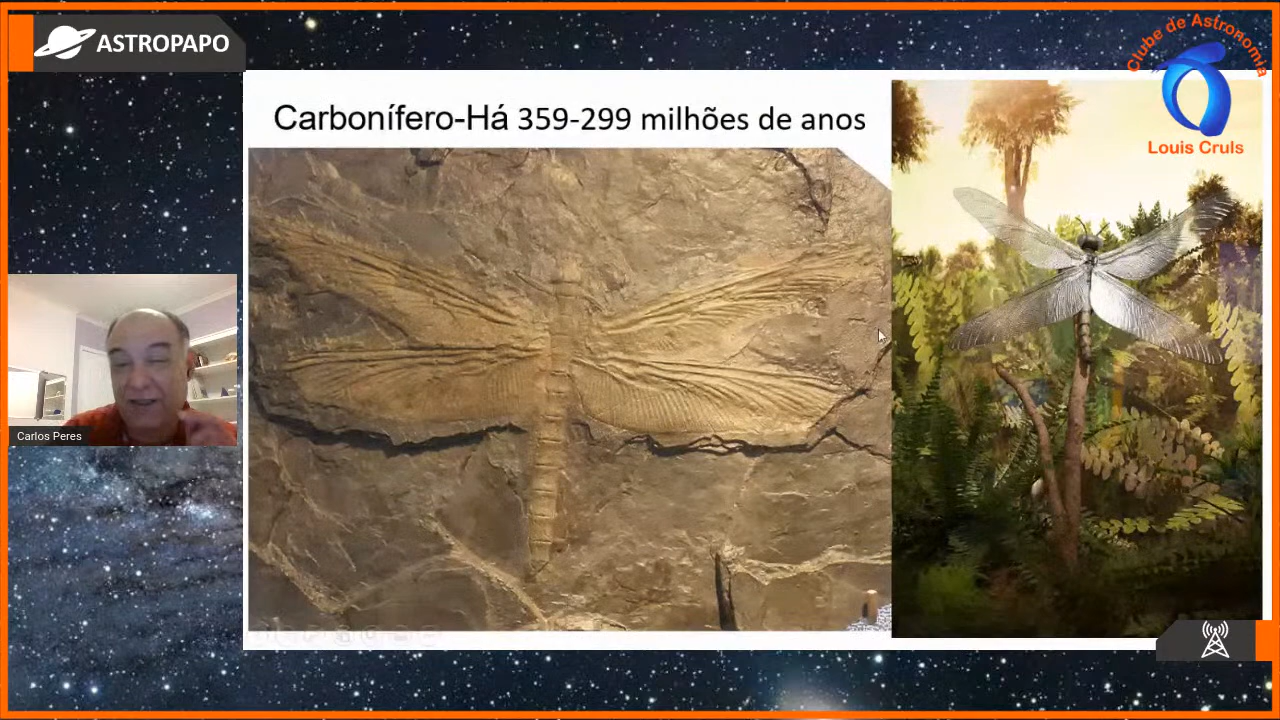 ASTROPAPO
Clube de Astronomia
Louis Cruls
Carbonífero-Há 359-299 milhões de anos
Carlos Peres